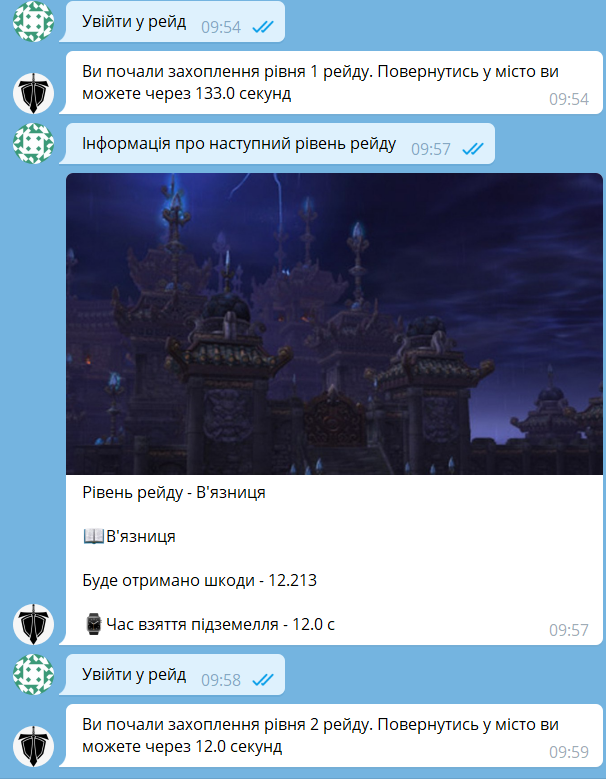 Увійти у рейд 09:54
Ви почали захоплення рівня 1 рейду. Повернутись у місто ви
можете через 133.0 секунд
09:54
Інформація про наступний рівень рейду 09:57
Рівень рейду - В'язниця
📖В'язниця
Буде отримано шкоди - 12.213
⌚Час взяття підземелля - 12.0 с
09:57
Увійти у рейд 09:58
Ви почали захоплення рівня 2 рейду. Повернутись у місто ви
можете через 12.0 секунд
09:59